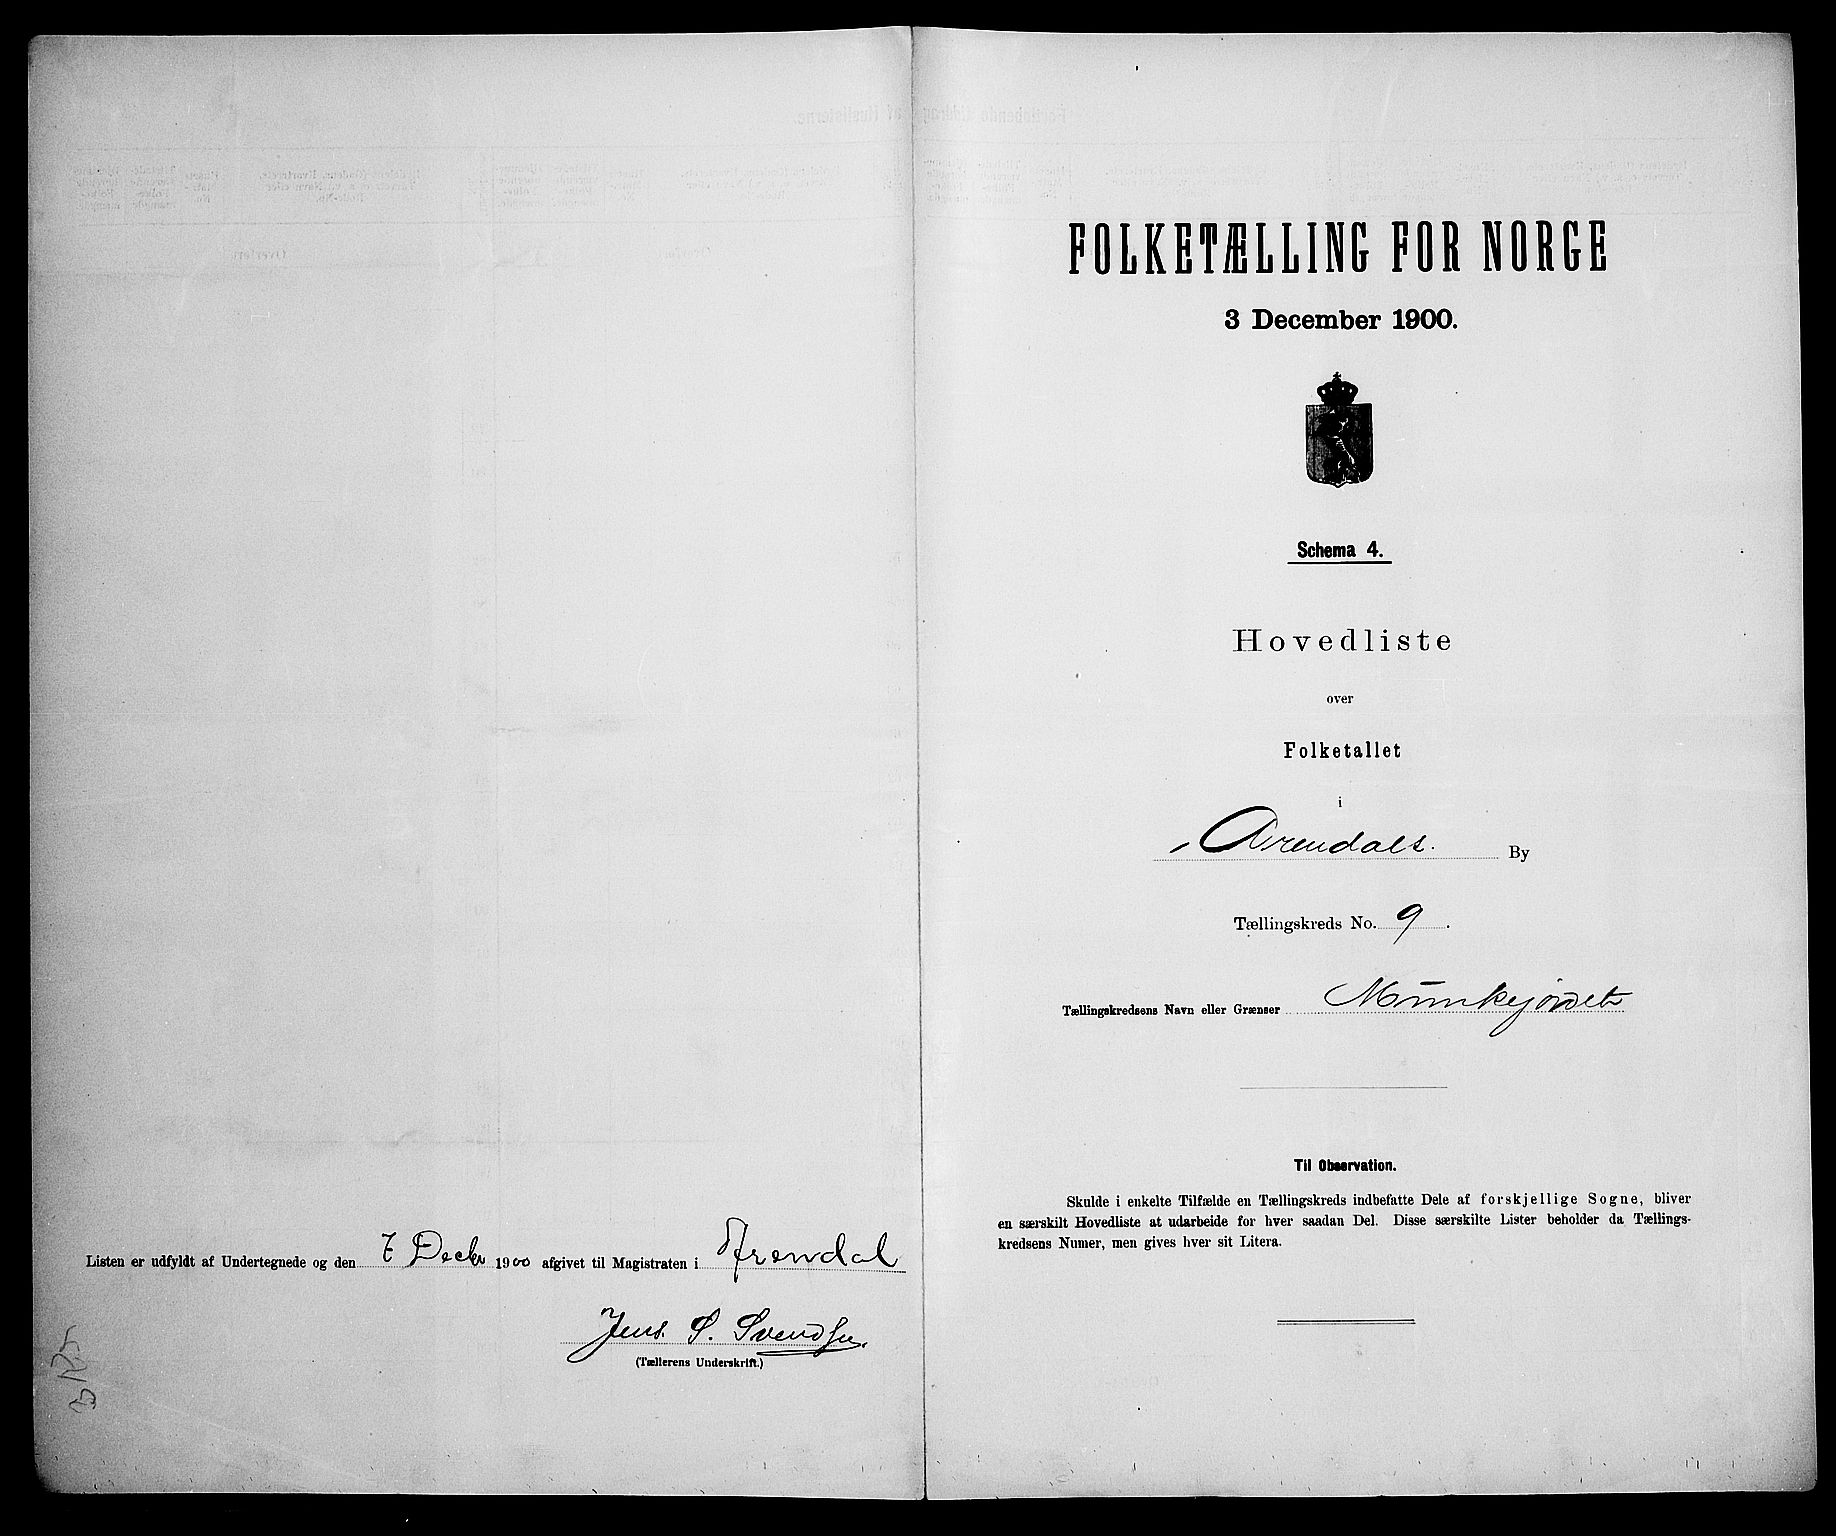 Listen er udfyldt af Undertegnede og den 7 Decbr 1900 afgivet til Magistraten i Arendal
Jens. S. Svendsen.
(Tællerens Underskrift.)
FOLKETÆLLING FOR NORGE
3 December 1900.
Schema 4.
Hovedliste
over
Folketallet
i
Arendals. By
Tællingskreds No. 9.
Tællingskredsens Navn eller Grænser Munkejordet
Til Observation.
Skulde i enkelte Tilfælde en Tællingskreds indbefatte Dele af forskjellige Sogne, bliver
en særskilt Hovedliste at udarbeide for hver saadan Del. Disse særskilte Lister beholder da Tællings-
kredsens Numer, men gives hver sit Litera.